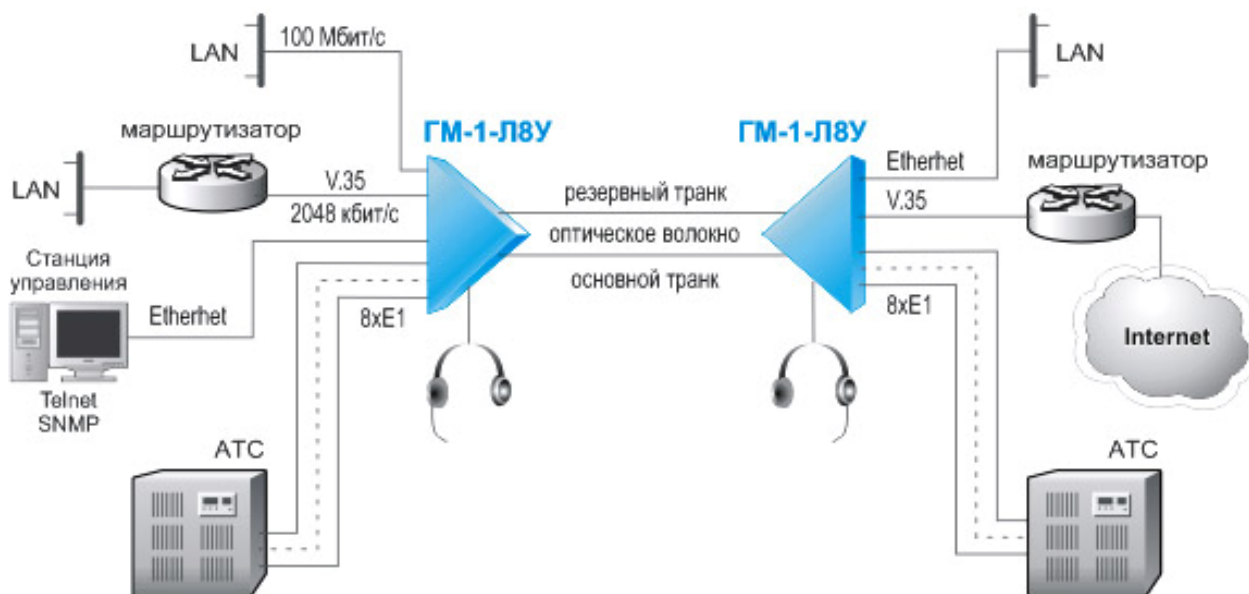 LAN
100 Мбит/с
LAN
маршрутизатор
ГМ-1-Л8У
ГМ-1-Л8У
Etherhet
маршрутизатор
LAN
V.35
2048 кбит/с
резервный транк
V.35
оптическое волокно
Станция
управления
основной транк
Etherhet
8xE1
8xE1
Internet
Telnet
SNMP
АТС
АТС